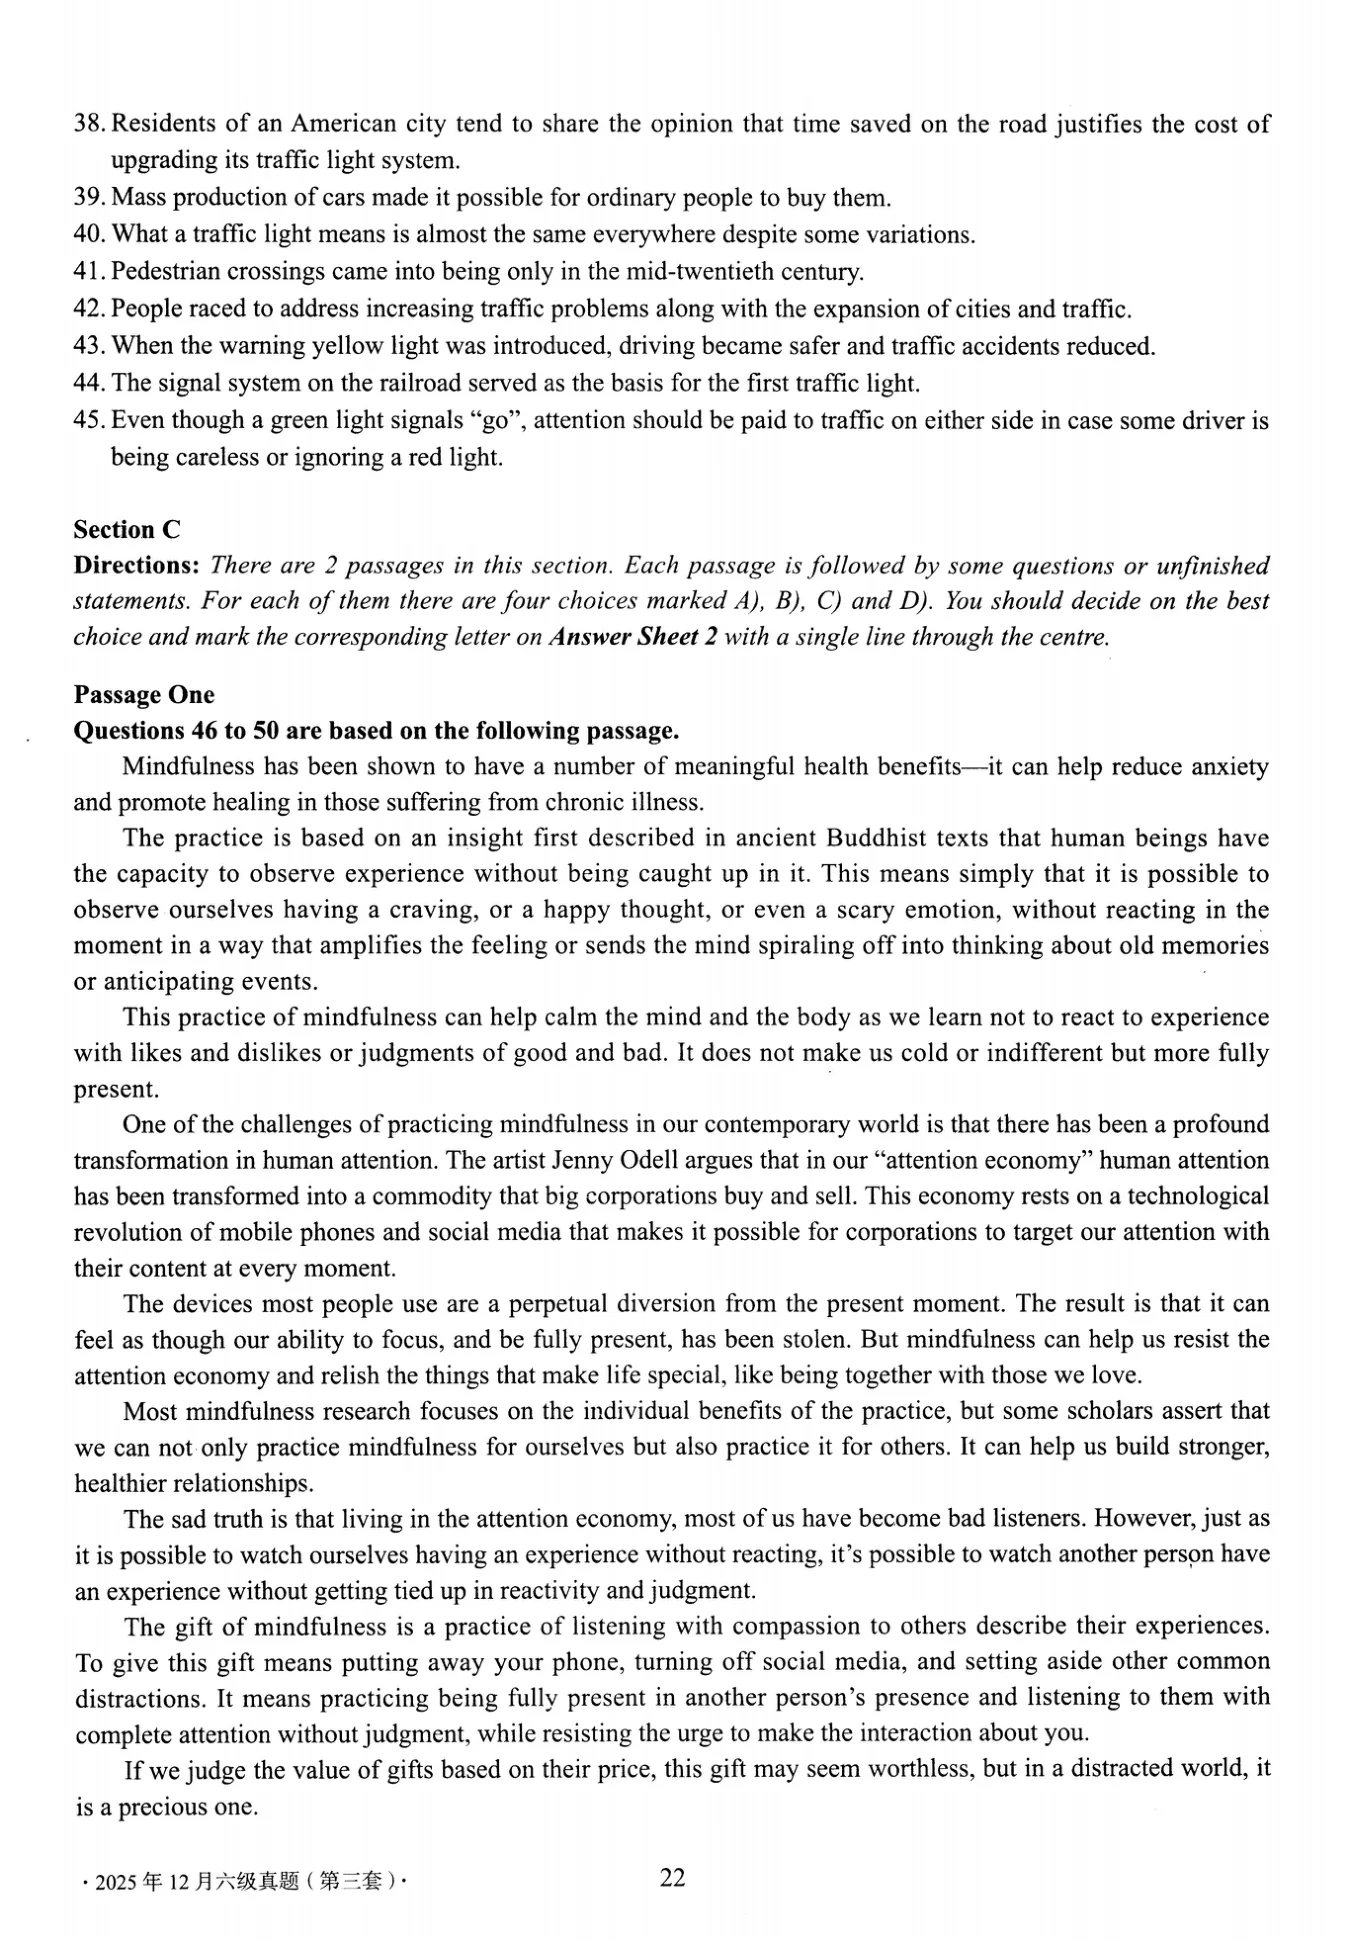 38. Residents of an American city tend to share the opinion that time saved on the road justifies the cost of
upgrading its traffic light system.
39. Mass production of cars made it possible for ordinary people to buy them.
40. What a traffic light means is almost the same everywhere despite some variations.
41. Pedestrian crossings came into being only in the mid-twentieth century.
42. People raced to address increasing traffic problems along with the expansion of cities and traffic.
43. When the warning yellow light was introduced, driving became safer and traffic accidents reduced.
44. The signal system on the railroad served as the basis for the first traffic light.
45. Even though a green light signals “go”, attention should be paid to traffic on either side in case some driver is
being careless or ignoring a red light.
Section C
Directions: There are 2 passages in this section. Each passage is followed by some questions or unfinished
statements. For each of them there are four choices marked A), B), C) and D). You should decide on the best
choice and mark the corresponding letter on Answer Sheet 2 with a single line through the centre.
Passage One
Questions 46 to 50 are based on the following passage.
Mindfulness has been shown to have a number of meaningful health benefits—it can help reduce anxiety
and promote healing in those suffering from chronic illness.
The practice is based on an insight first described in ancient Buddhist texts that human beings have
the capacity to observe experience without being caught up in it. This means simply that it is possible to
observe ourselves having a craving, or a happy thought, or even a scary emotion, without reacting in the
moment in a way that amplifies the feeling or sends the mind spiraling off into thinking about old memories
or anticipating events.
This practice of mindfulness can help calm the mind and the body as we learn not to react to experience
with likes and dislikes or judgments of good and bad. It does not make us cold or indifferent but more fully
present.
One of the challenges of practicing mindfulness in our contemporary world is that there has been a profound
transformation in human attention. The artist Jenny Odell argues that in our “attention economy” human attention
has been transformed into a commodity that big corporations buy and sell. This economy rests on a technological
revolution of mobile phones and social media that makes it possible for corporations to target our attention with
their content at every moment.
The devices most people use are a perpetual diversion from the present moment. The result is that it can
feel as though our ability to focus, and be fully present, has been stolen. But mindfulness can help us resist the
attention economy and relish the things that make life special, like being together with those we love.
Most mindfulness research focuses on the individual benefits of the practice, but some scholars assert that
we can not only practice mindfulness for ourselves but also practice it for others. It can help us build stronger,
healthier relationships.
The sad truth is that living in the attention economy, most of us have become bad listeners. However, just as
it is possible to watch ourselves having an experience without reacting, it’s possible to watch another person have
an experience without getting tied up in reactivity and judgment.
The gift of mindfulness is a practice of listening with compassion to others describe their experiences.
To give this gift means putting away your phone, turning off social media, and setting aside other common
distractions. It means practicing being fully present in another person’s presence and listening to them with
complete attention without judgment, while resisting the urge to make the interaction about you.
If we judge the value of gifts based on their price, this gift may seem worthless, but in a distracted world, it
is a precious one.
· 2025 年 12 月六级真题（第三套）·
22